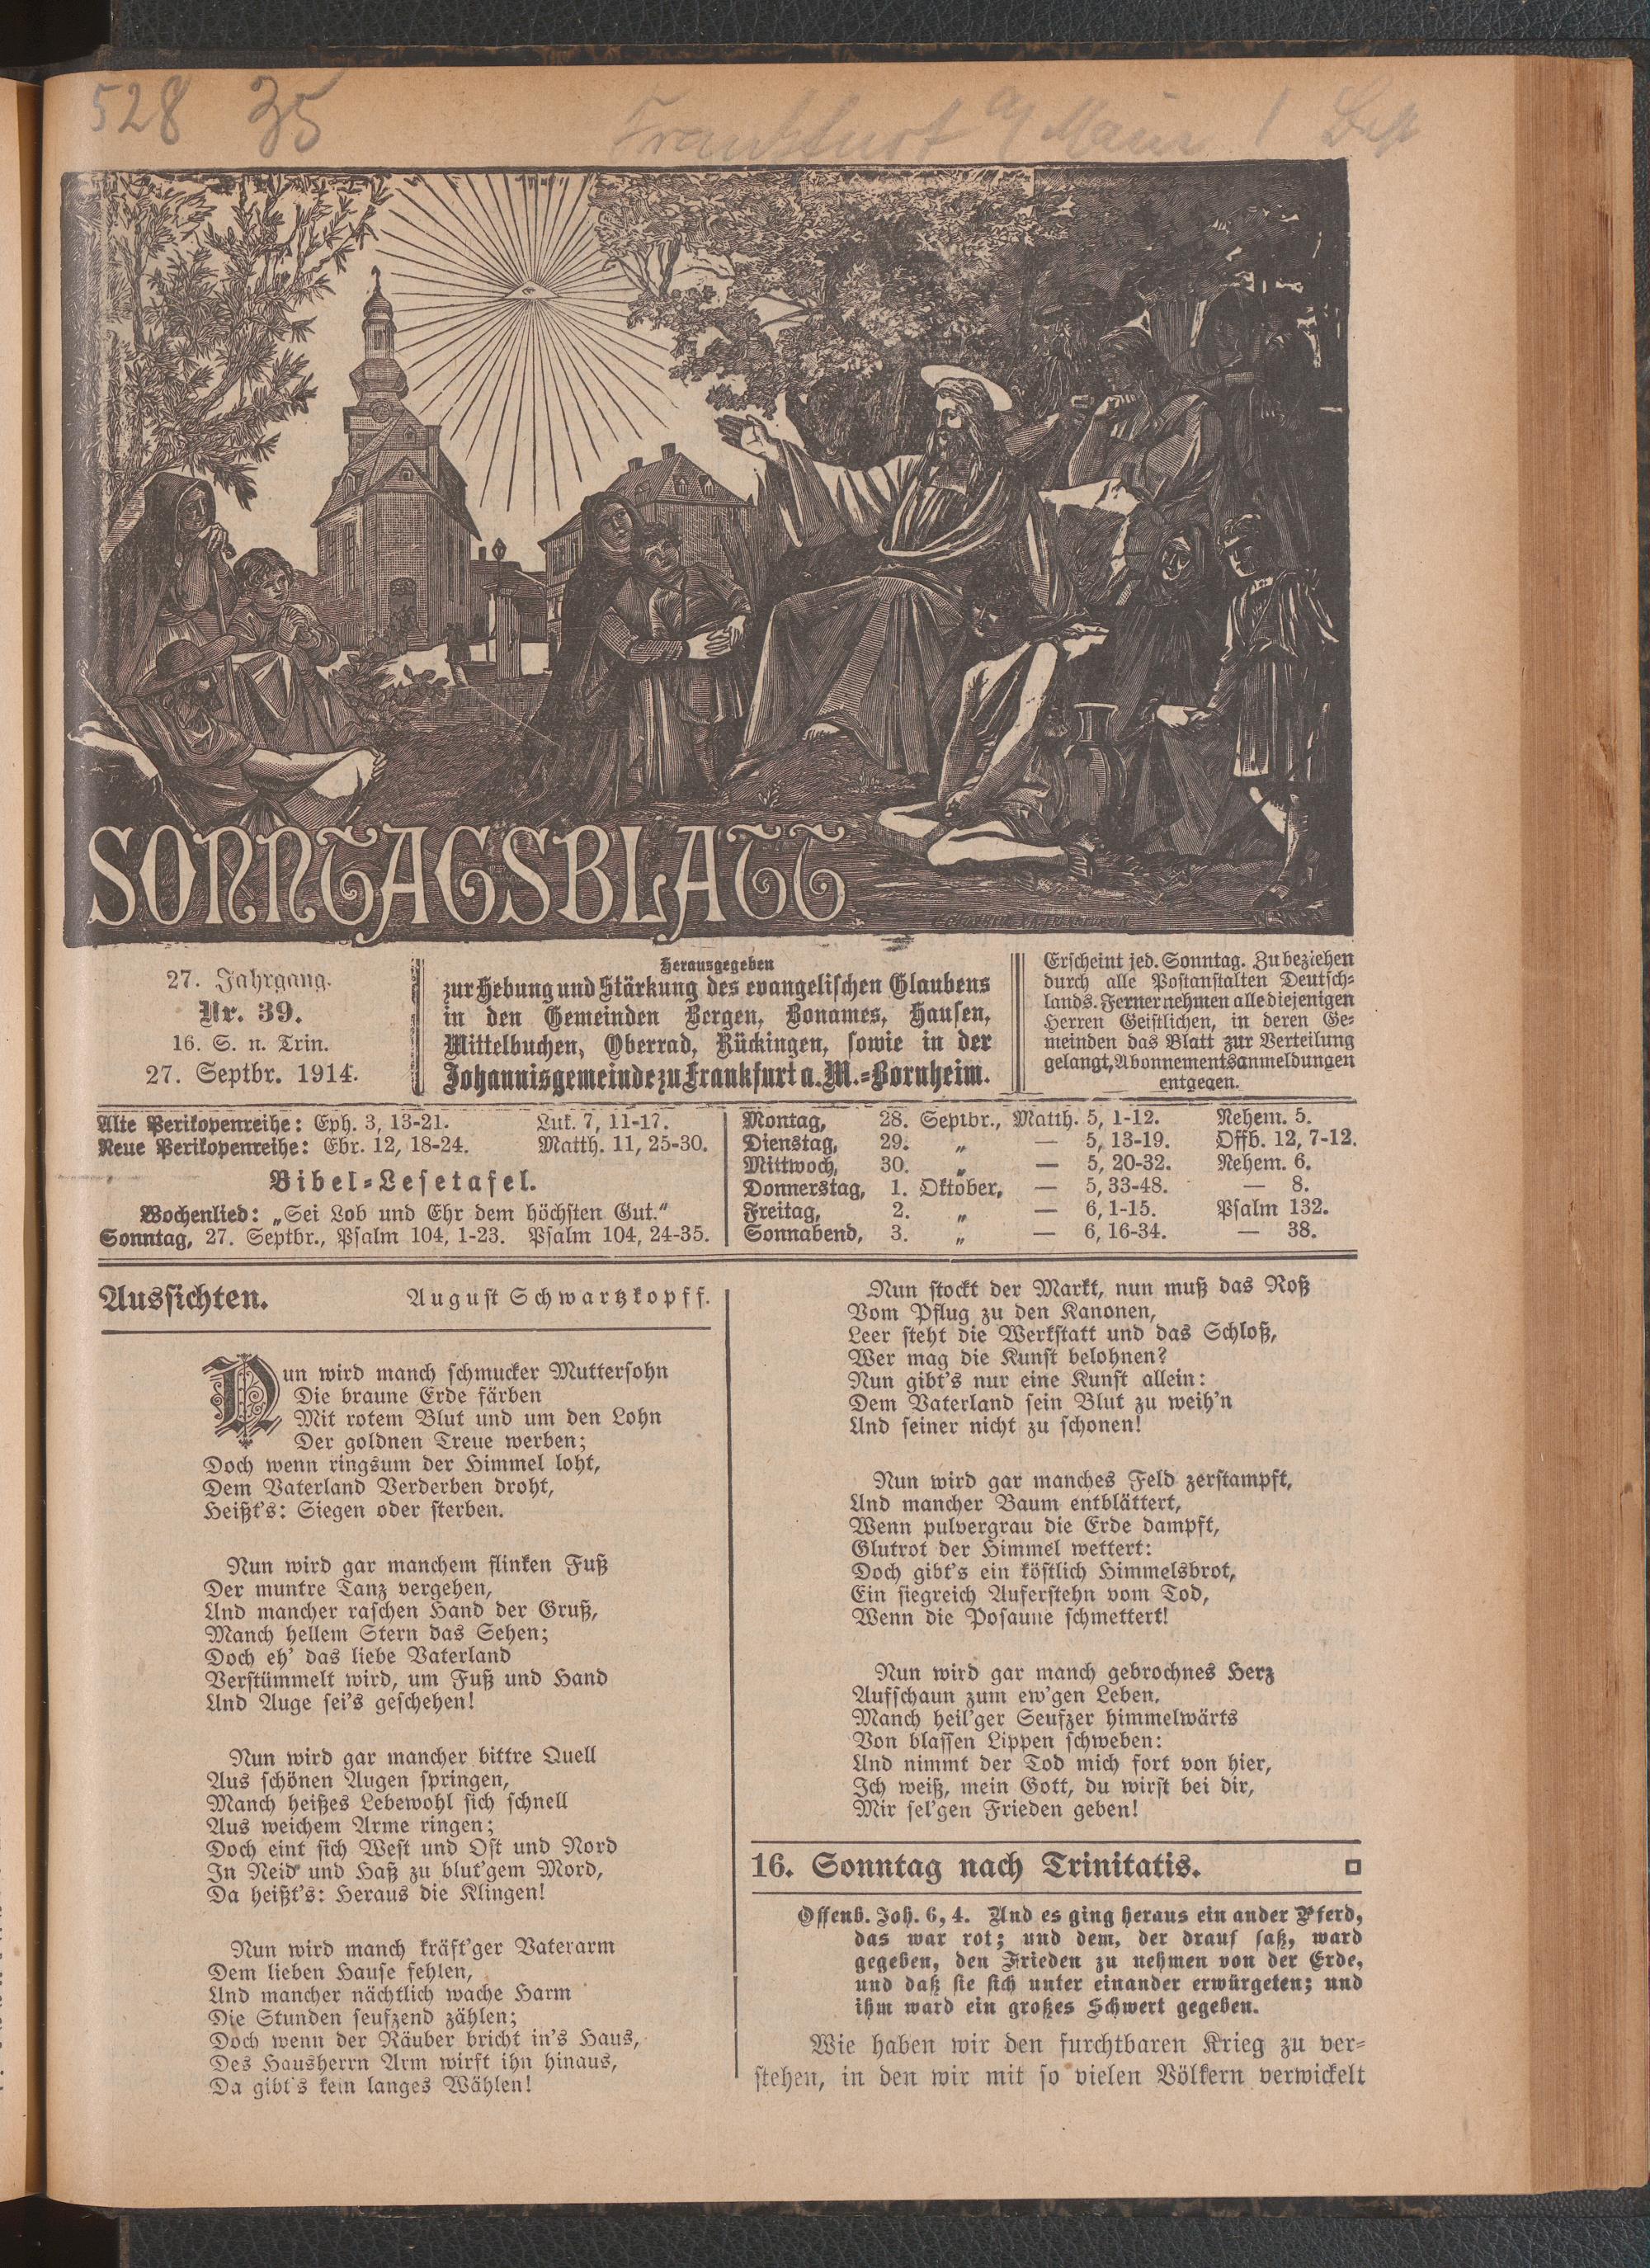 528 35 Frankfurt a/ Main 1
SONNTAGSBLATT
27. Jahrgang.
Nr. 39.
16. S. n. Trin.
27. Septbr. 1914.
Herausgegeben
zur Hebung und Stärkung des evangelischen Glaubens
in den Gemeinden Bergen, Bonames, Hausen,
Mittelbuchen, Oberrad, Rückingen, sowie in der
Johannisgemeinde zu Frankfurt a. M.-Bornheim.
Erscheint jed. Sonntag. Zu beziehen
durch alle Postanstalten Deutsch-
lands. Ferner nehmen alle diejenigen
Herren Geistlichen, in deren Ge-
meinden das Blatt zur Verteilung
gelangt, Abonnementsanmeldungen
entgegen.
Alte Perikopenreihe: Eph. 3, 13-21. Luk. 7, 11-17.
Neue Perikopenreihe: Ebr. 12, 18-24. Matth. 11, 25-30.
Bibel-Lesetafel.
Wochenlied: „Sei Lob und Ehr dem höchsten Gut.“
Sonntag, 27. Septbr., Psalm 104, 1-23. Psalm 104, 24-35.
Montag, 28. Septbr., Matth. 5, 1-12. Nehem. 5.
Dienstag, 29. „ — 5, 13-19. Offb. 12, 7-12.
Mittwoch, 30. „ — 5, 20-32. Nehem. 6.
Donnerstag, 1. Oktober, — 5, 33-48. — 8.
Freitag, 2. „ — 6, 1-15. Psalm 132.
Sonnabend, 3. „ — 6, 16-34. — 38.
Aussichten. August Schwartzkopff.
Nun wird manch schmucker Muttersohn
Die braune Erde färben
Mit rotem Blut und um den Lohn
Der goldnen Treue werben;
Doch wenn ringsum der Himmel loht,
Dem Vaterland Verderben droht,
Heißt's: Siegen oder sterben.
Nun wird gar manchem flinken Fuß
Der muntre Tanz vergehen,
Und mancher raschen Hand der Gruß,
Manch hellem Stern das Sehen;
Doch eh' das liebe Vaterland
Verstümmelt wird, um Fuß und Hand
Und Auge sei's geschehen!
Nun wird gar mancher bittre Quell
Aus schönen Augen springen,
Manch heißes Lebewohl sich schnell
Aus weichem Arme ringen;
Doch eint sich West und Ost und Nord
In Neid und Haß zu blut'gem Mord,
Da heißt's: Heraus die Klingen!
Nun wird manch kräft'ger Vaterarm
Dem lieben Hause fehlen,
Und mancher nächtlich wache Harm
Die Stunden seufzend zählen;
Doch wenn der Räuber bricht in's Haus,
Des Hausherrn Arm wirft ihn hinaus,
Da gibt's kein langes Wählen!
Nun stockt der Markt, nun muß das Roß
Vom Pflug zu den Kanonen,
Leer steht die Werkstatt und das Schloß,
Wer mag die Kunst belohnen?
Nun gibt's nur eine Kunst allein:
Dem Vaterland sein Blut zu weih'n
Und seiner nicht zu schonen!
Nun wird gar manches Feld zerstampft,
Und mancher Baum entblättert,
Wenn pulvergrau die Erde dampft,
Glutrot der Himmel wettert:
Doch gibt's ein köstlich Himmelsbrot,
Ein siegreich Auferstehn vom Tod,
Wenn die Posaune schmettert!
Nun wird gar manch gebrochnes Herz
Aufschaun zum ew'gen Leben,
Manch heil'ger Seufzer himmelwärts
Von blassen Lippen schweben:
Und nimmt der Tod mich fort von hier,
Ich weiß, mein Gott, du wirst bei dir,
Mir sel'gen Frieden geben!
16. Sonntag nach Trinitatis.
Offenb. Joh. 6, 4. Und es ging heraus ein ander Pferd,
das war rot; und dem, der drauf saß, ward
gegeben, den Frieden zu nehmen von der Erde,
und daß sie sich unter einander erwürgeten; und
ihm ward ein großes Schwert gegeben.
Wie haben wir den furchtbaren Krieg zu ver-
stehen, in den wir mit so vielen Völkern verwickelt